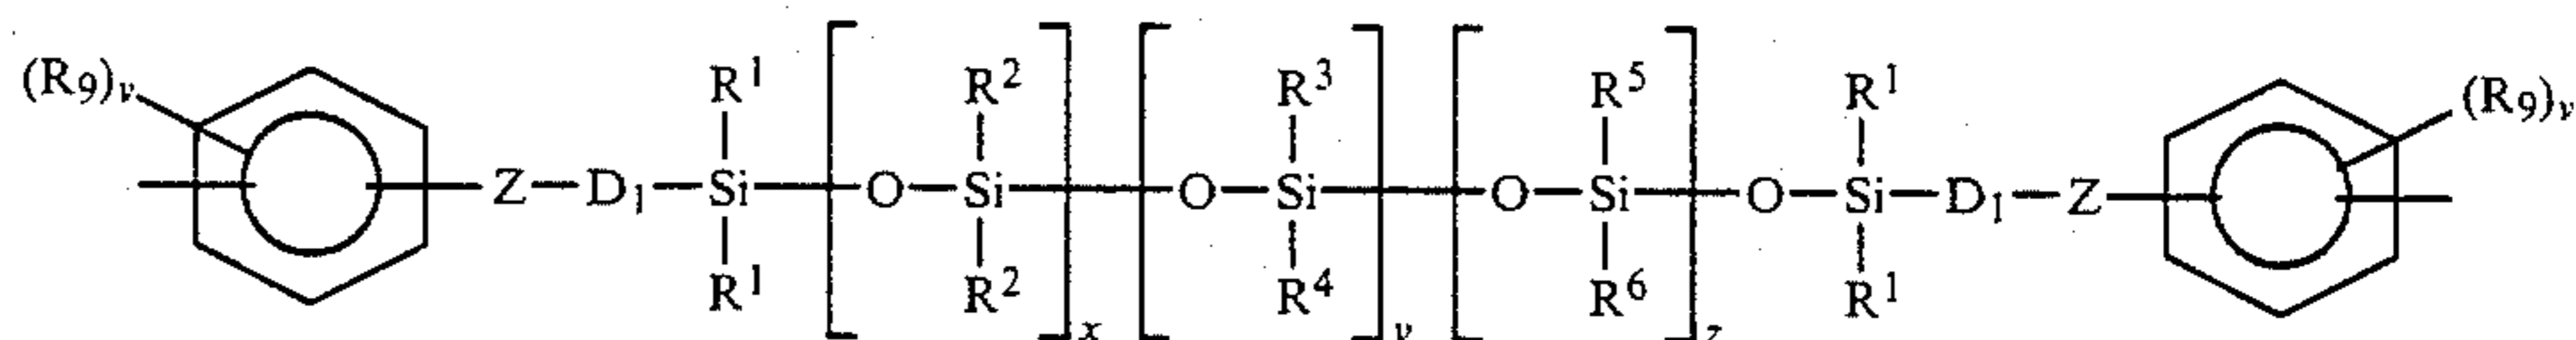 (R9)v R1 R2 R3 R5 R1 (R9)v
Z—D1—Si—O—Si—O—Si—O—Si—O—Si—D1—Z
R1 R2 x R4 y R6 z R1